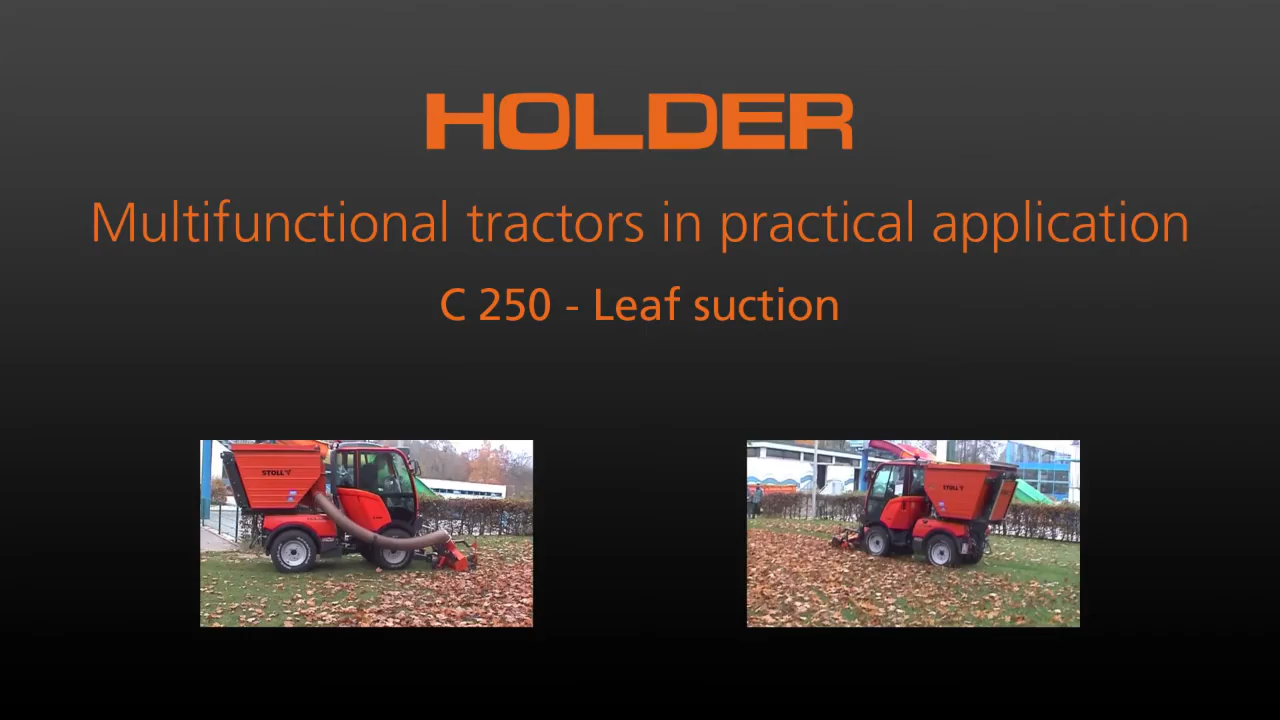 HOLDER
Multifunctional tractors in practical application
C 250 - Leaf suction
STOLL
STOLL